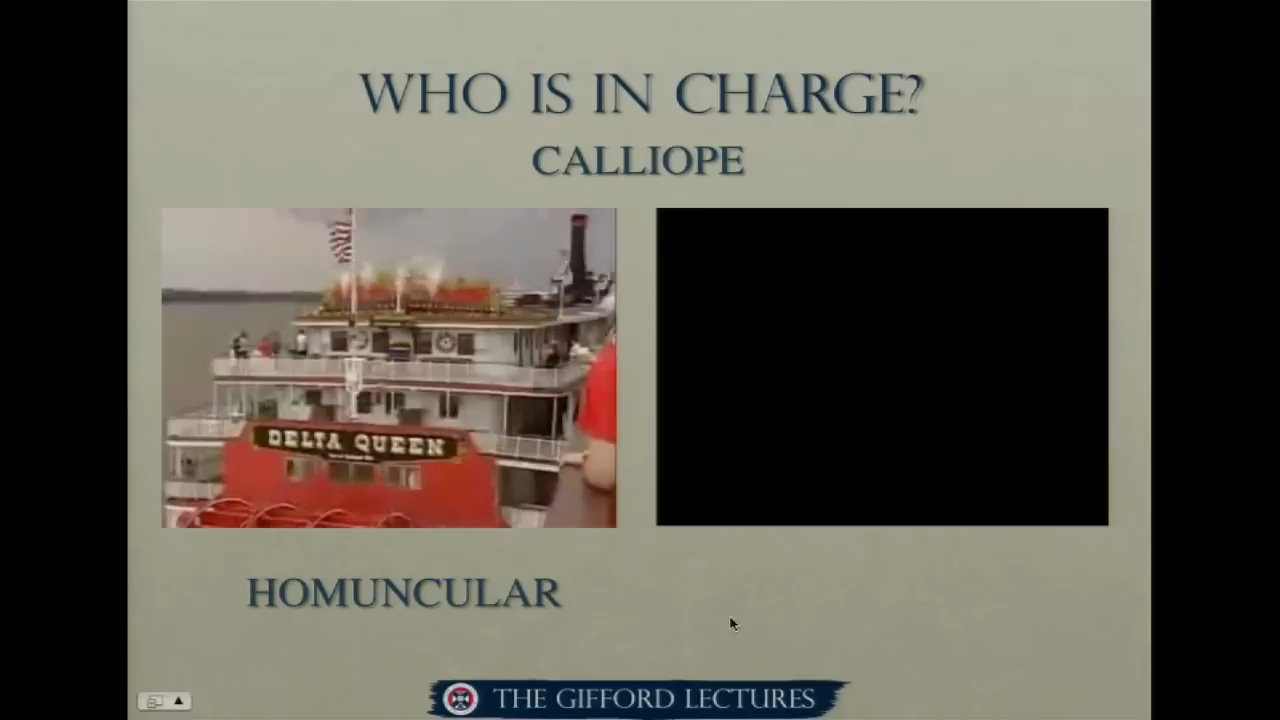 WHO IS IN CHARGE?
CALLIOPE
DELTA QUEEN
HOMUNCULAR
THE GIFFORD LECTURES